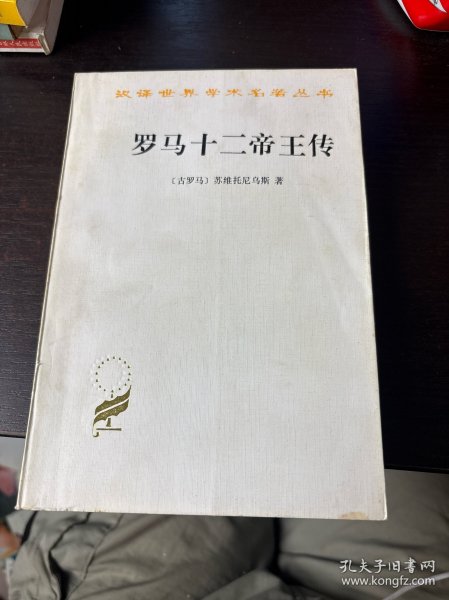 汉译世界学术名著丛书
罗马十二帝王传
〔古罗马〕苏维托尼乌斯 著
孔夫子旧书网
www.kongfz.com